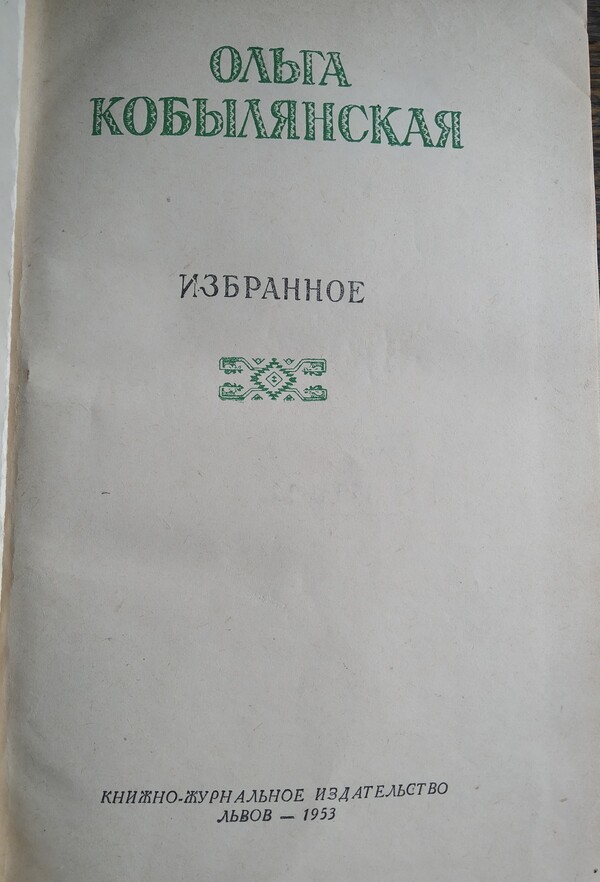 ОЛЬГА
КОБЫЛЯНСКАЯ
ИЗБРАННОЕ
КНИЖНО-ЖУРНАЛЬНОЕ ИЗДАТЕЛЬСТВО
ЛЬВОВ — 1953